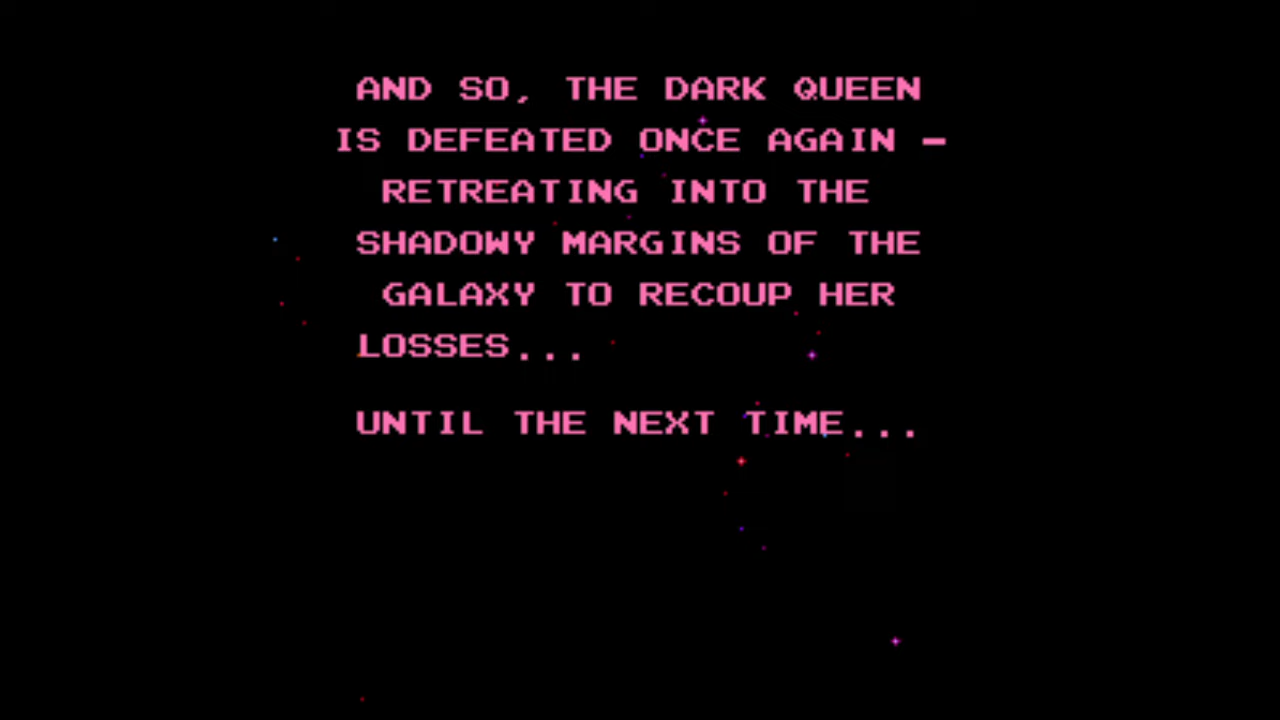 AND SO, THE DARK QUEEN
IS DEFEATED ONCE AGAIN –
RETREATING INTO THE
SHADOWY MARGINS OF THE
GALAXY TO RECOUP HER
LOSSES...
UNTIL THE NEXT TIME...